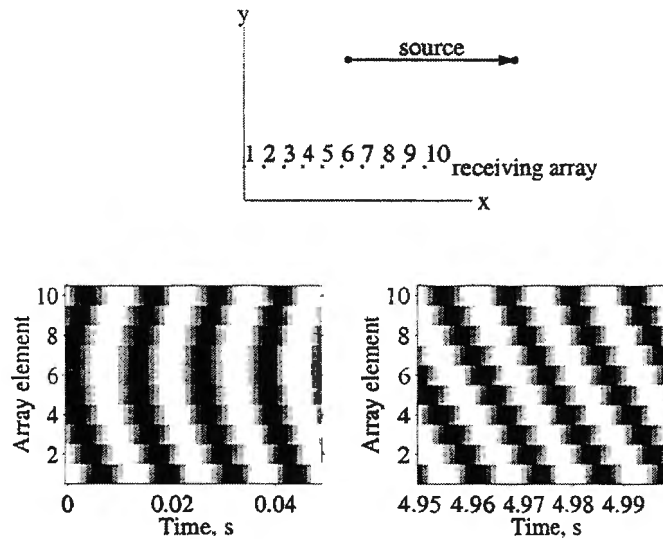 y
source
1 2 3 4 5 6 7 8 9 10
receiving array
x
10
8
6
4
2
Array element
0 0.02 0.04
Time, s
10
8
6
4
2
Array element
4.95 4.96 4.97 4.98 4.99
Time, s